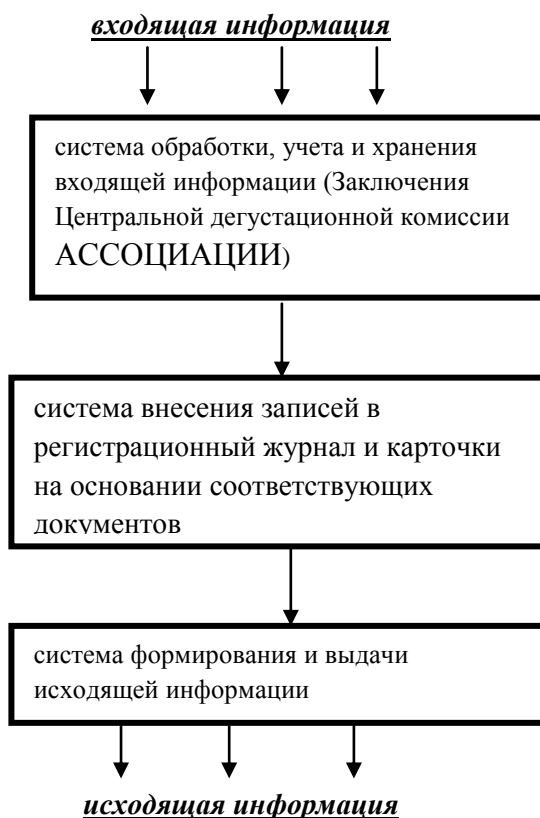 входящая информация
система обработки, учета и хранения
входящей информации (Заключения
Центральной дегустационной комиссии
АССОЦИАЦИИ)
система внесения записей в
регистрационный журнал и карточки
на основании соответствующих
документов
система формирования и выдачи
исходящей информации
исходящая информация